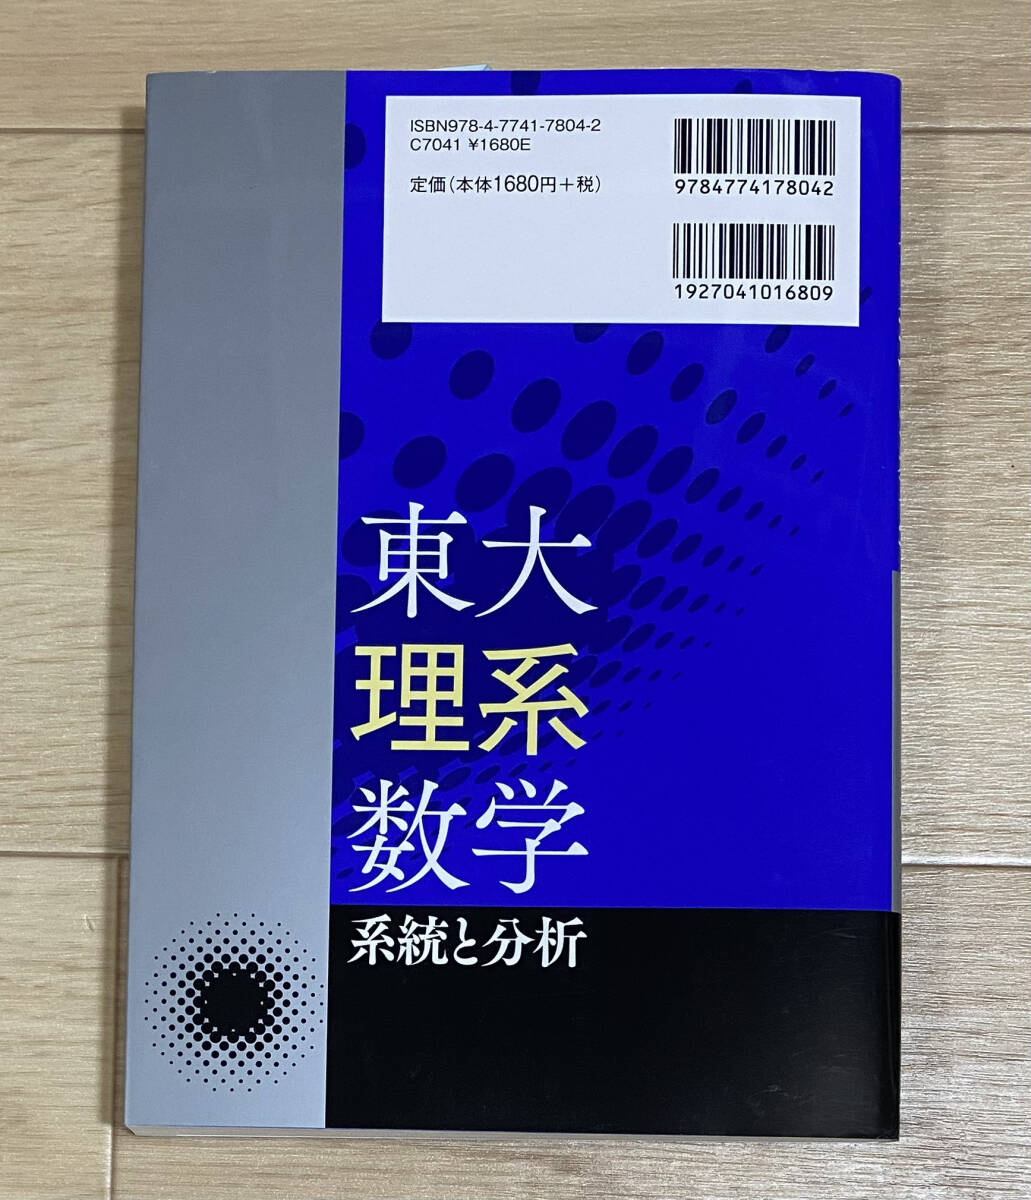 ISBN978-4-7741-7804-2
C7041 ¥1680E
定価(本体1680円+税)
9784774178042
1927041016809
東大
理系
数学
系統と分析